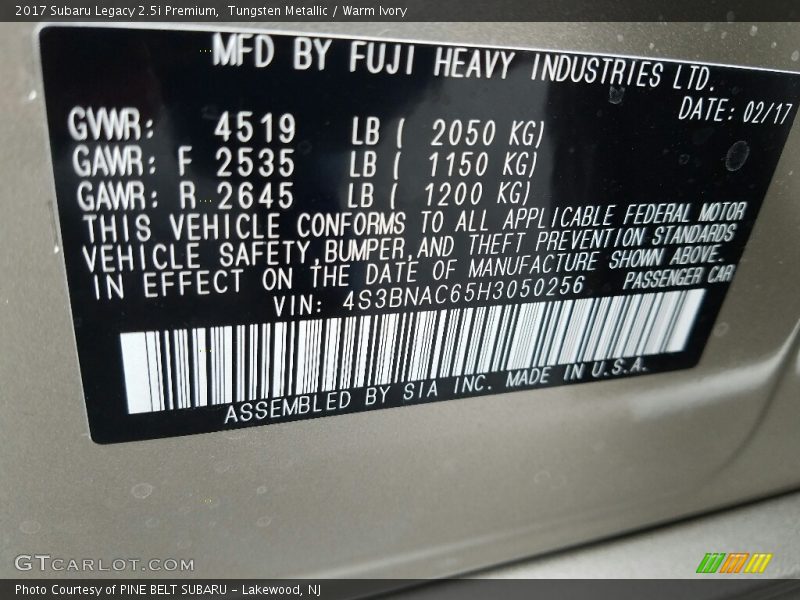 2017 Subaru Legacy 2.5i Premium,  Tungsten Metallic / Warm Ivory
MFD BY FUJI HEAVY INDUSTRIES LTD.
DATE: 02/17
GVWR: 4519 LB ( 2050 KG)
GAWR: F 2535 LB ( 1150 KG)
GAWR: R 2645 LB ( 1200 KG)
THIS VEHICLE CONFORMS TO ALL APPLICABLE FEDERAL MOTOR
VEHICLE SAFETY,BUMPER,AND THEFT PREVENTION STANDARDS
IN EFFECT ON THE DATE OF MANUFACTURE SHOWN ABOVE.
VIN: 4S3BNAC65H3050256 PASSENGER CAR
ASSEMBLED BY SIA INC. MADE IN U.S.A.
GTCARLOT.COM
Photo Courtesy of PINE BELT SUBARU – Lakewood, NJ